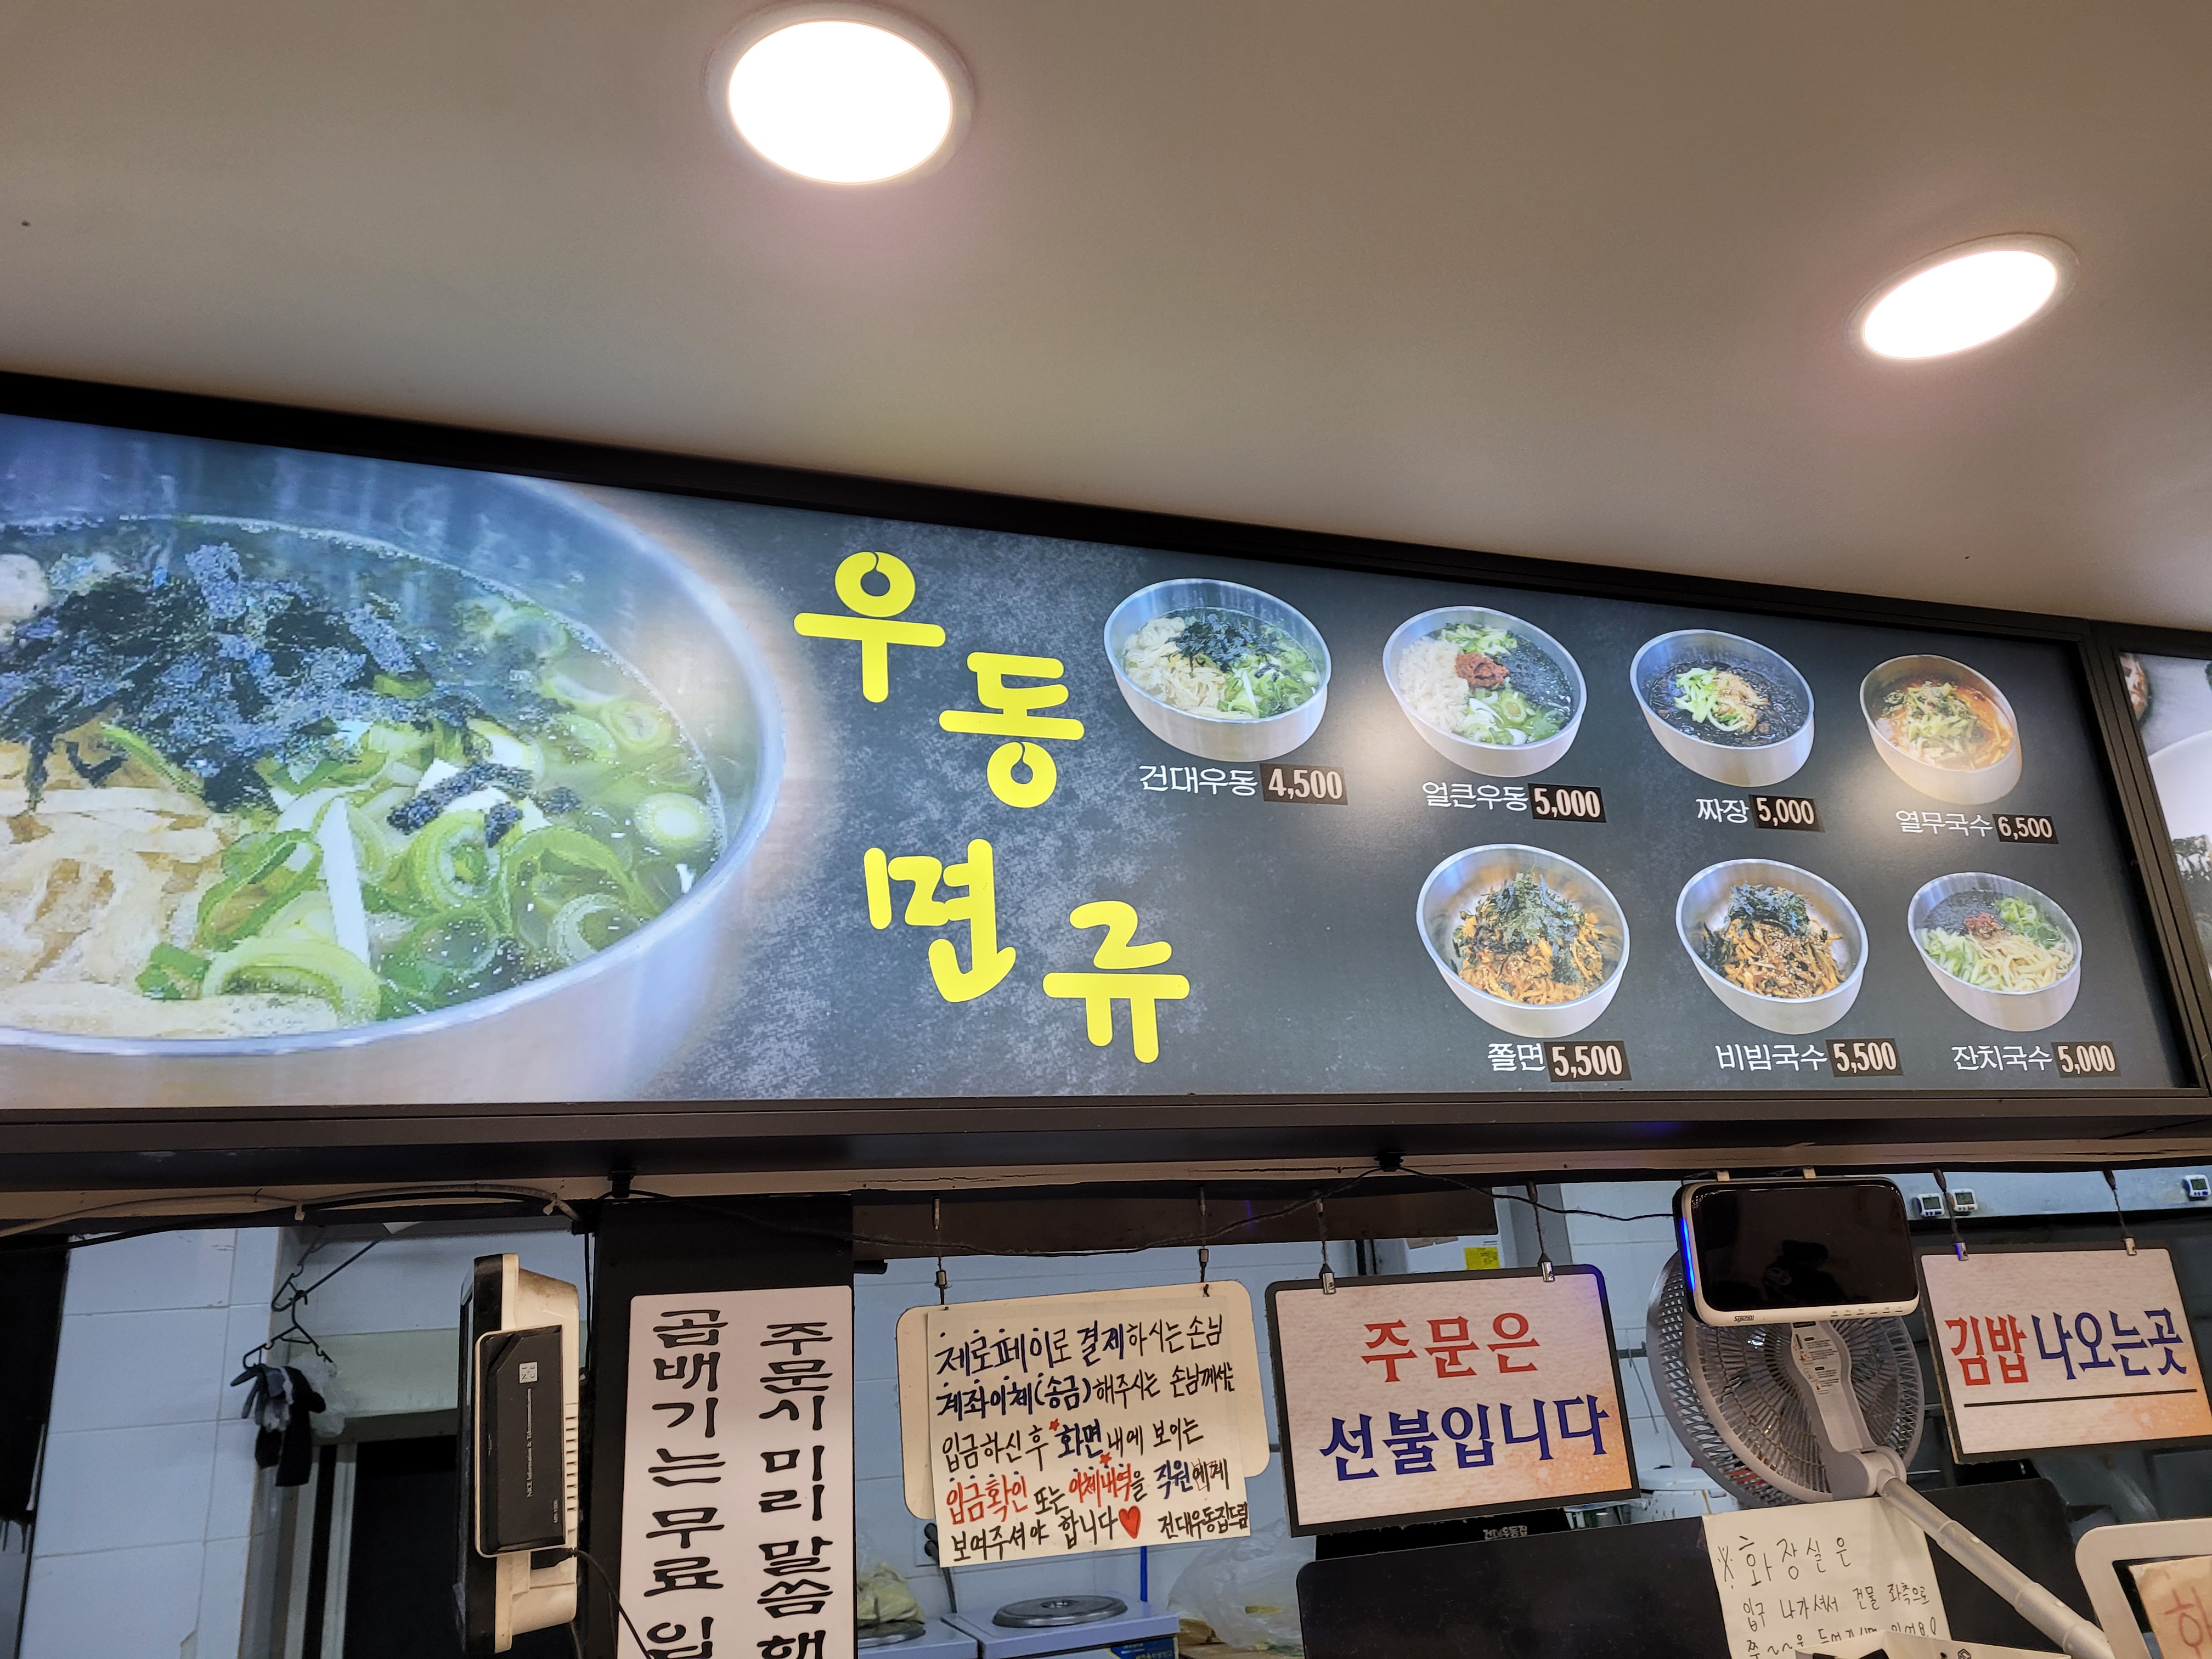 우동
면류
건대우동 4,500
얼큰우동 5,000
짜장 5,000
열무국수 6,500
쫄면 5,500
비빔국수 5,500
잔치국수 5,000
주문시 미리 말씀해
곱배기는 무료입
제로페이로 결제하시는 손님
계좌이체(송금)해주시는 손님께서는
입금하신 후 화면내에 보이는
입금확인 또는 이체내역을 직원에게
보여주셔야 합니다♥ 건대우동집드림
주문은
선불입니다
김밥 나오는곳
건대우동집
※화장실은
입구 나가셔서 건물 좌측으로